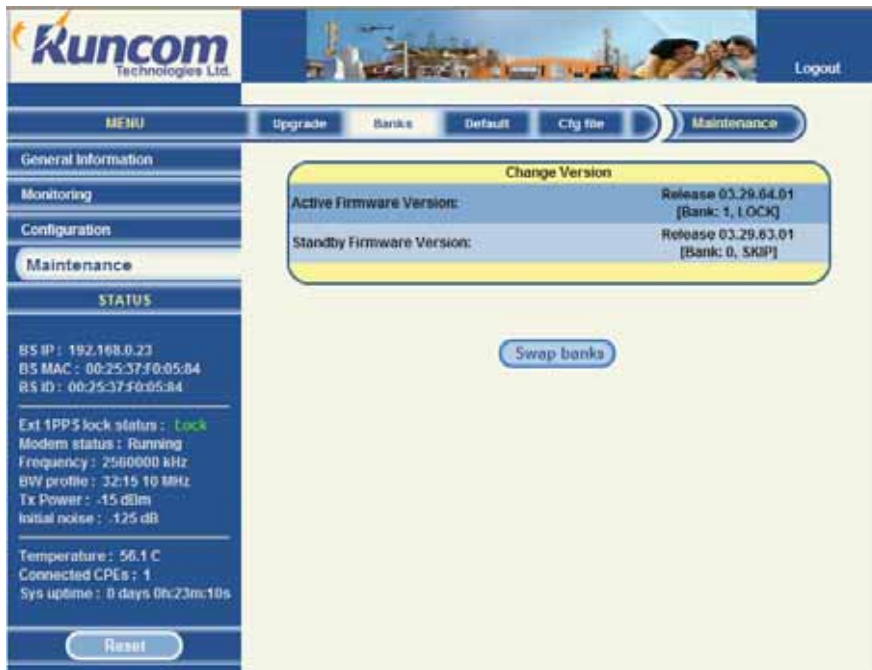 Runcom
Technologies Ltd.
Logout
MENU
Upgrade
Banks
Default
Cfg file
Maintenance
General Information
Monitoring
Configuration
Maintenance
Change Version
Active Firmware Version: Release 03.29.64.01
[Bank: 1, LOCK]
Standby Firmware Version: Release 03.29.63.01
[Bank: 0, SKIP]
Swap banks
STATUS
BS IP : 192.168.0.23
BS MAC : 00:25:37:F0:05:84
BS ID : 00:25:37:F0:05:84
Ext 1PPS lock status : Lock
Modem status : Running
Frequency : 2560000 kHz
BW profile : 32:15 10 MHz
Tx Power : -15 dBm
Initial noise : -125 dB
Temperature : 56.1 C
Connected CPEs : 1
Sys uptime : 0 days 0h:23m:10s
Reset